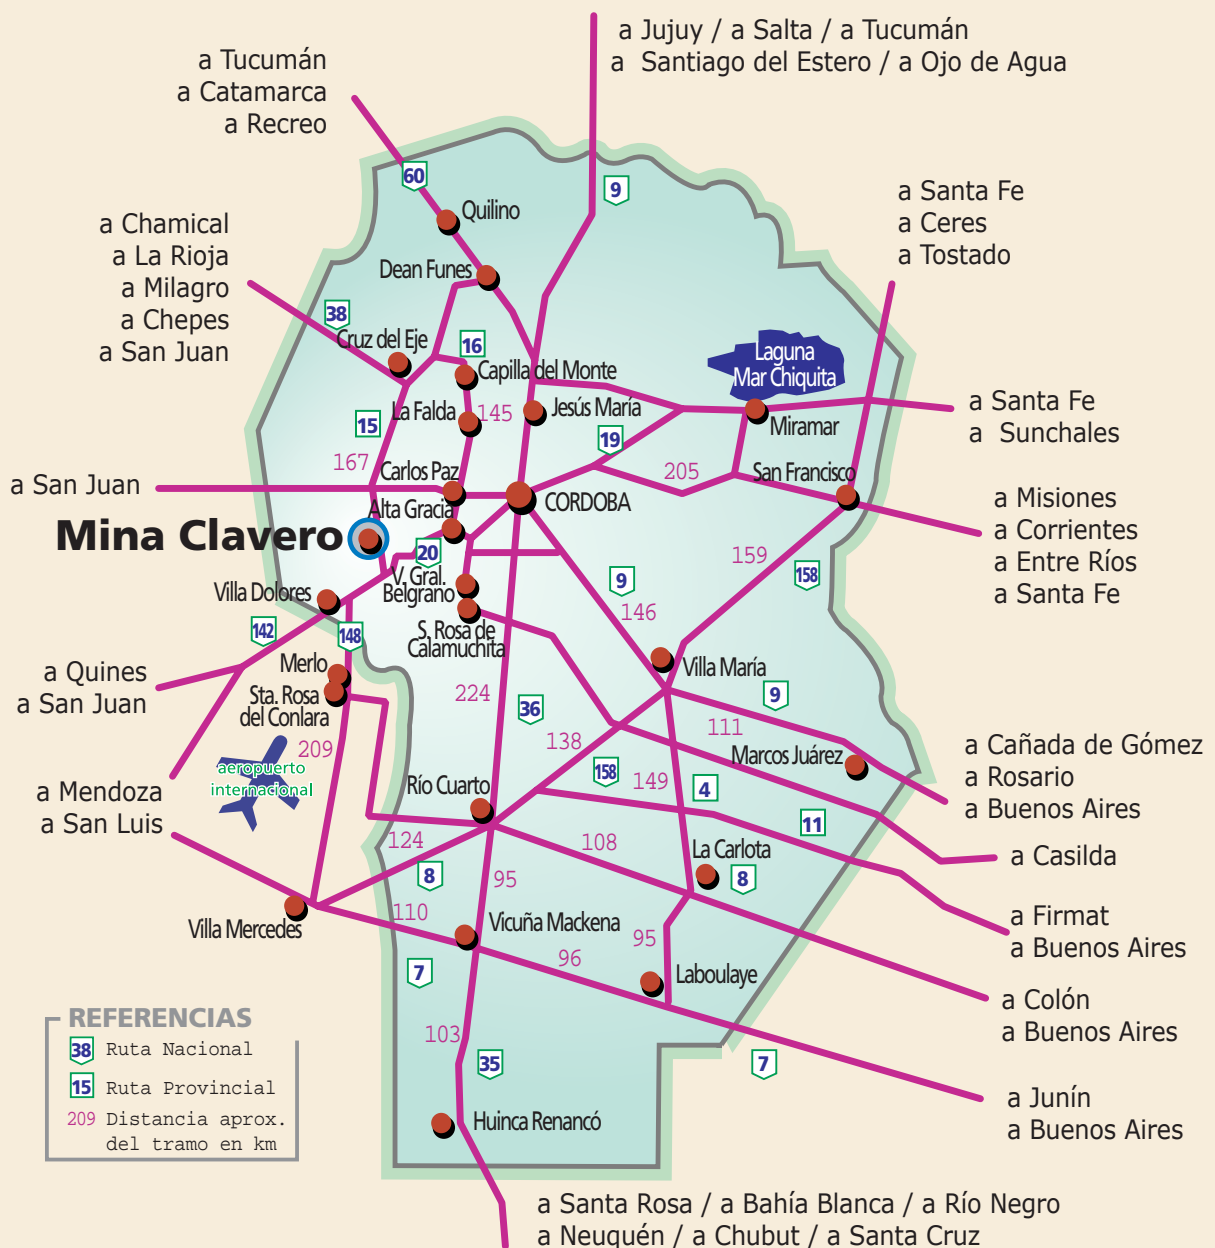 a Jujuy / a Salta / a Tucumán
a Santiago del Estero / a Ojo de Agua
a Tucumán
a Catamarca
a Recreo
60
9
Quilino
a Santa Fe
a Ceres
a Tostado
a Chamical
a La Rioja
a Milagro
a Chepes
a San Juan
Dean Funes
38
Cruz del Eje
16
Capilla del Monte
Laguna
Mar Chiquita
La Falda
145
Jesús María
15
19
Miramar
a Santa Fe
a Sunchales
167
Carlos Paz
205
San Francisco
a San Juan
Alta Gracia
CORDOBA
a Misiones
a Corrientes
a Entre Ríos
a Santa Fe
Mina Clavero
20
159
158
V. Gral.
Belgrano
9
146
Villa Dolores
142
148
S. Rosa de
Calamuchita
Merlo
Villa María
a Quines
a San Juan
Sta. Rosa
del Conlara
224
36
9
111
138
209
aeropuerto
internacional
158
149
4
Marcos Juárez
a Cañada de Gómez
a Rosario
a Buenos Aires
a Mendoza
a San Luis
Río Cuarto
11
124
108
La Carlota
8
8
95
a Casilda
110
Villa Mercedes
Vicuña Mackena
95
96
a Firmat
a Buenos Aires
7
Laboulaye
a Colón
a Buenos Aires
103
35
7
REFERENCIAS
38 Ruta Nacional
15 Ruta Provincial
209 Distancia aprox.
del tramo en km
a Junín
a Buenos Aires
Huinca Renancó
a Santa Rosa / a Bahía Blanca / a Río Negro
a Neuquén / a Chubut / a Santa Cruz